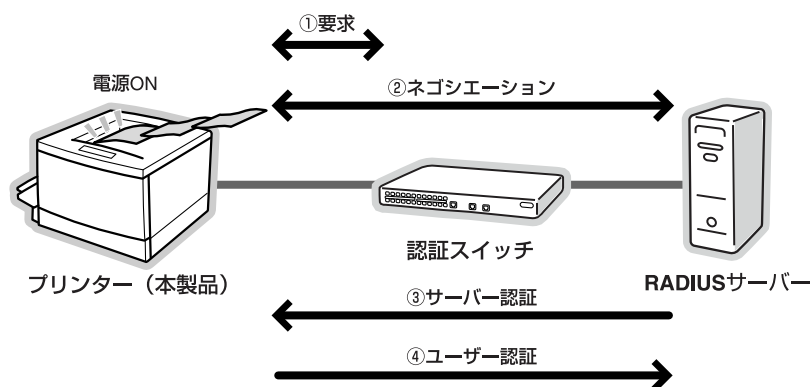 ①要求
電源ON
②ネゴシエーション
認証スイッチ
プリンター（本製品）
RADIUSサーバー
③サーバー認証
④ユーザー認証